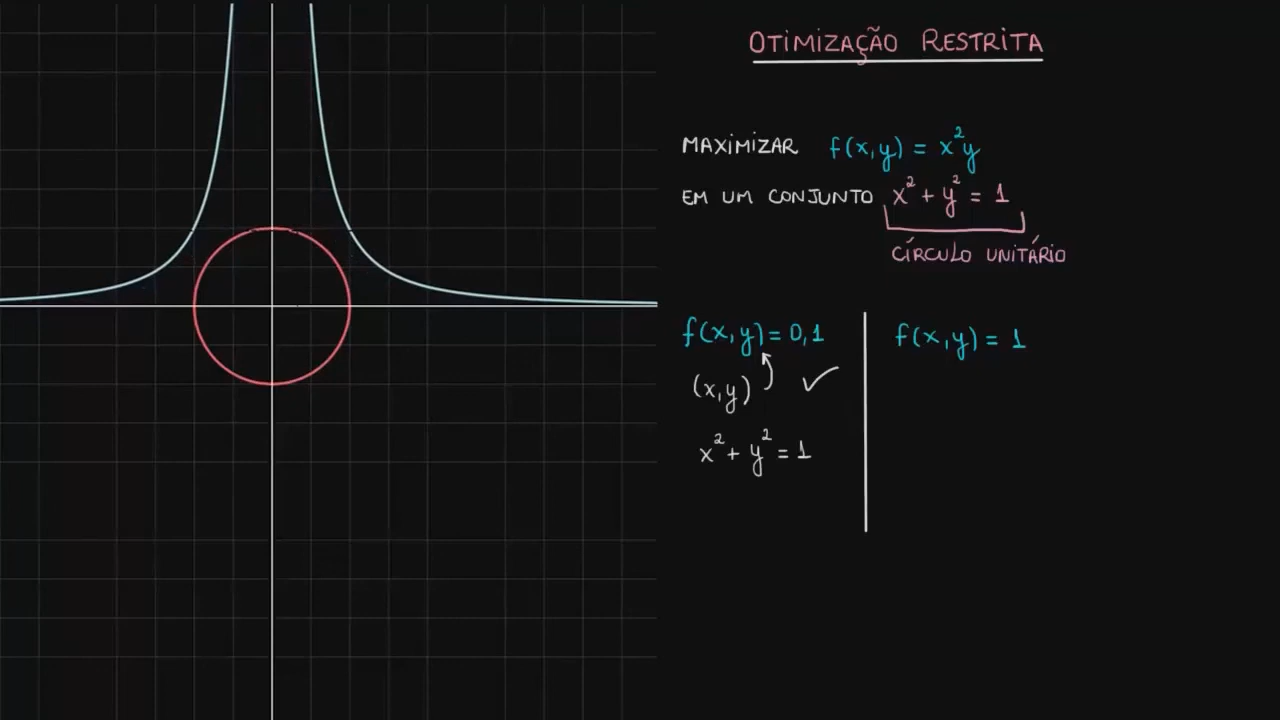 OTIMIZAÇÃO RESTRITA
MAXIMIZAR f(x,y) = x²y
EM UM CONJUNTO x² + y² = 1
CÍRCULO UNITÁRIO
f(x,y) = 0,1
f(x,y) = 1
(x,y) ✓
x² + y² = 1